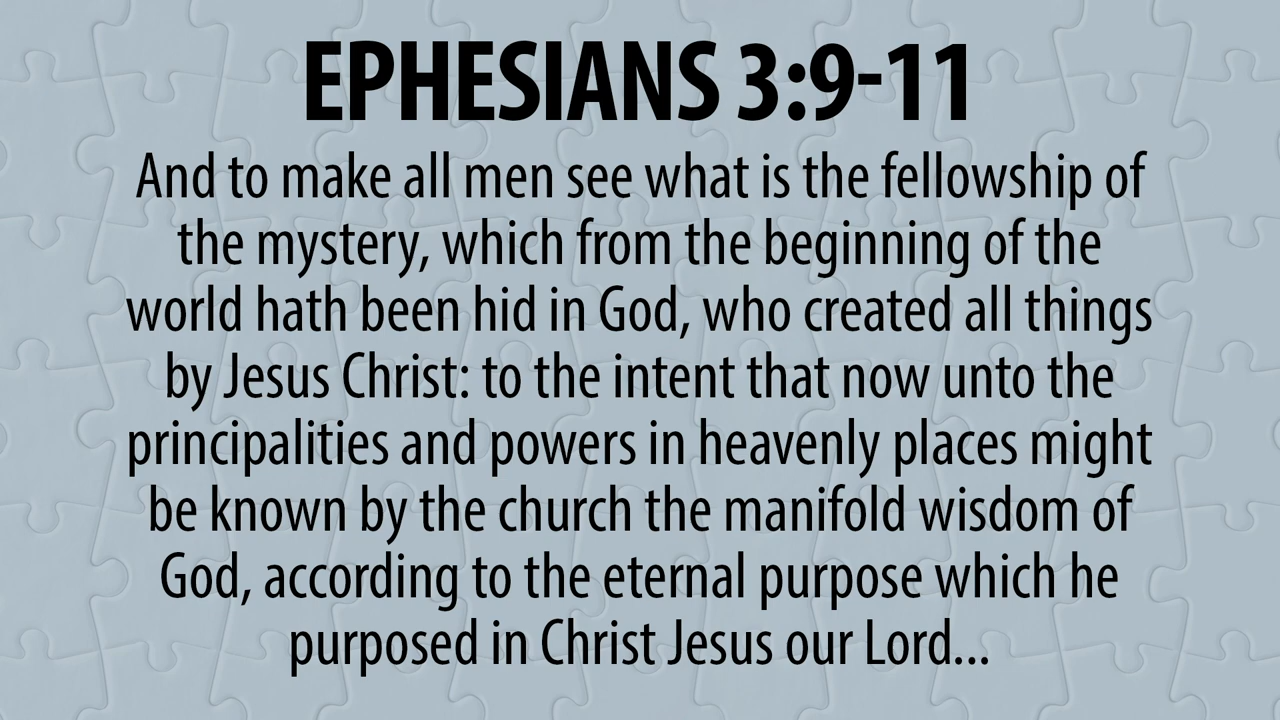 EPHESIANS 3:9-11
And to make all men see what is the fellowship of
the mystery, which from the beginning of the
world hath been hid in God, who created all things
by Jesus Christ: to the intent that now unto the
principalities and powers in heavenly places might
be known by the church the manifold wisdom of
God, according to the eternal purpose which he
purposed in Christ Jesus our Lord...